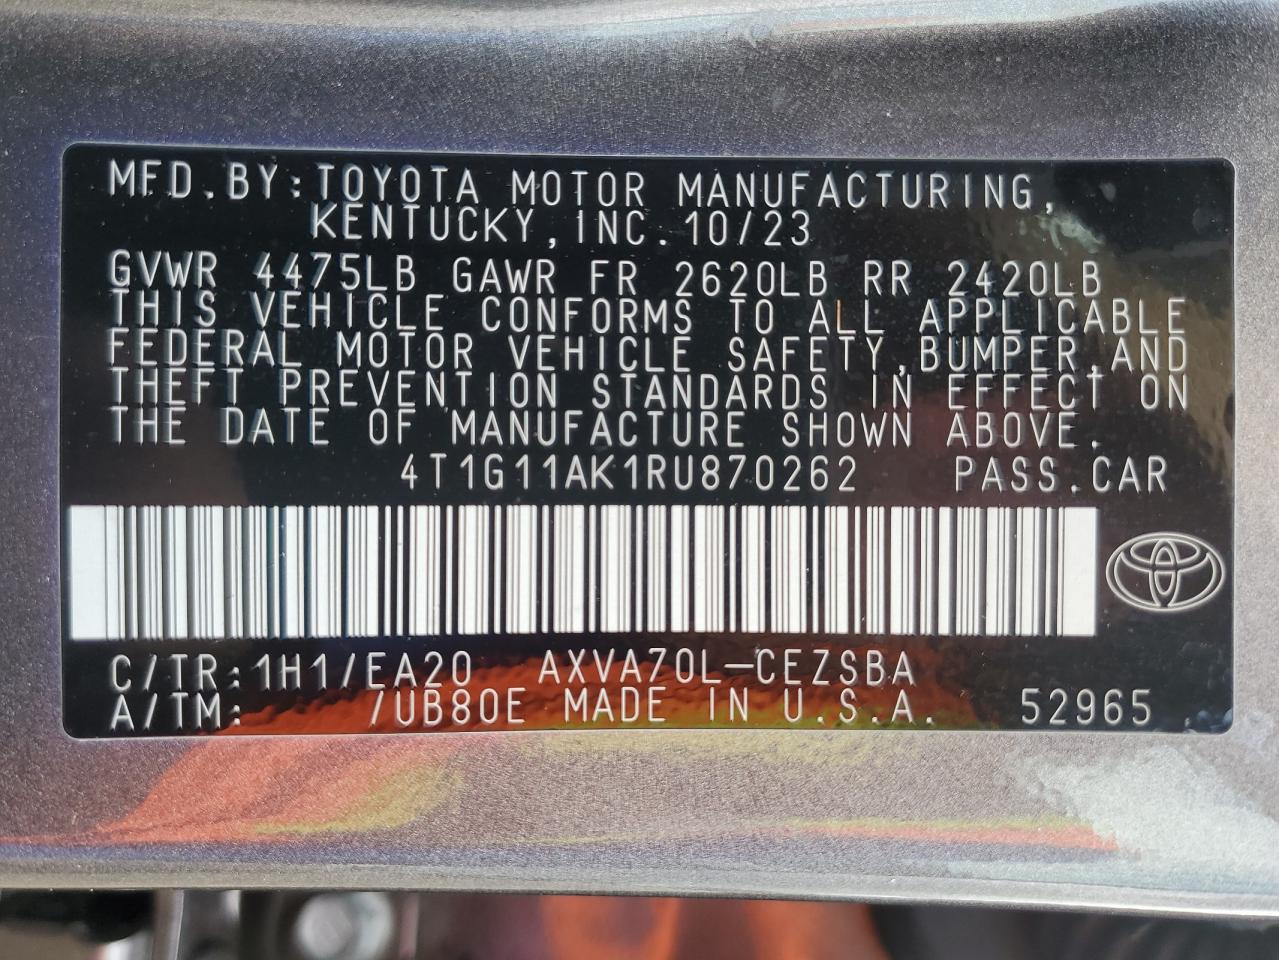 MFD.BY:TOYOTA MOTOR MANUFACTURING,
KENTUCKY,INC.10/23
GVWR 4475LB GAWR FR 2620LB RR 2420LB
THIS VEHICLE CONFORMS TO ALL APPLICABLE
FEDERAL MOTOR VEHICLE SAFETY,BUMPER,AND
THEFT PREVENTION STANDARDS IN EFFECT ON
THE DATE OF MANUFACTURE SHOWN ABOVE.
4T1G11AK1RU870262 PASS.CAR
C/TR:1H1/EA20 AXVA70L-CEZSBA
A/TM: /UB80E MADE IN U.S.A. 52965